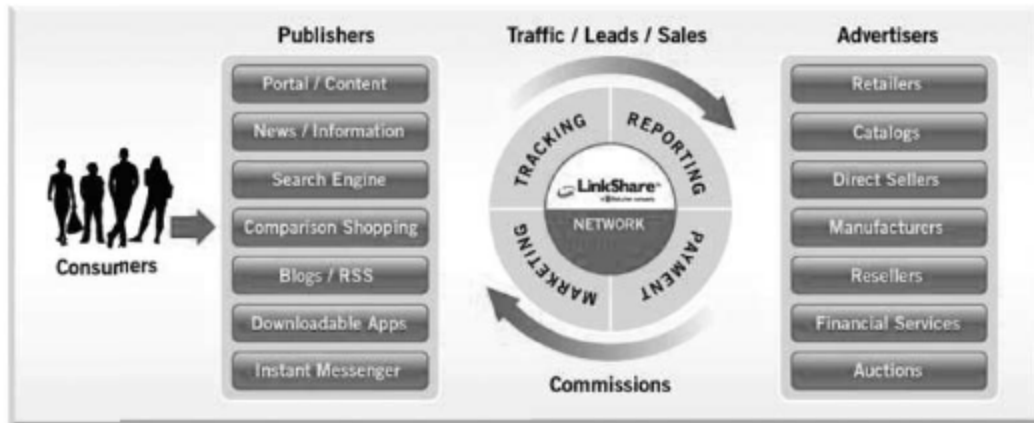 Publishers
Traffic / Leads / Sales
Advertisers
Portal / Content
News / Information
Search Engine
Comparison Shopping
Blogs / RSS
Downloadable Apps
Instant Messenger
Consumers
TRACKING
REPORTING
LinkShare
NETWORK
MARKETING
PAYMENT
Commissions
Retailers
Catalogs
Direct Sellers
Manufacturers
Resellers
Financial Services
Auctions